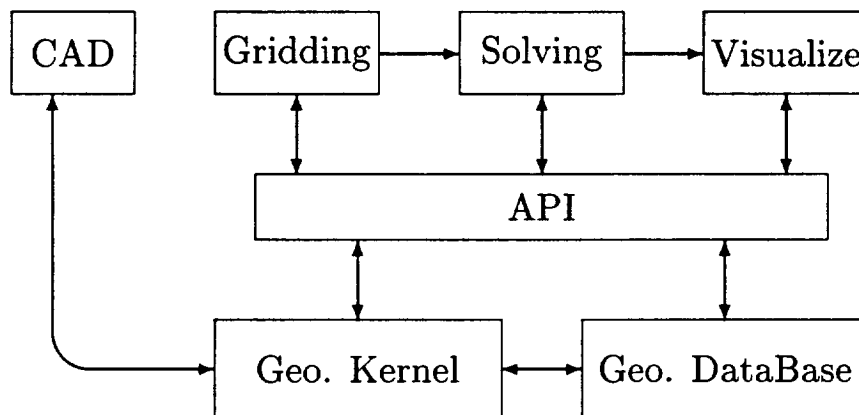 CAD
Gridding
Solving
Visualize
API
Geo. Kernel
Geo. DataBase